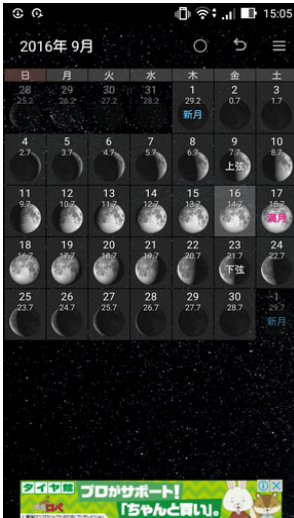 15:05
2016年 9月
日 月 火 水 木 金 土
28 29 30 31 1 2 3
25.2 26.2 27.2 28.2 29.2 0.7 1.7
新月
4 5 6 7 8 9 10
2.7 3.7 4.7 5.7 6.7 7.7 8.7
上弦
11 12 13 14 15 16 17
9.7 10.7 11.7 12.7 13.7 14.7 15.7
満月
18 19 20 21 22 23 24
16.7 17.7 18.7 19.7 20.7 21.7 22.7
下弦
25 26 27 28 29 30 1
23.7 24.7 25.7 26.7 27.7 28.7 29.7
新月
タイヤ館
プロがサポート!
「ちゃんと買い」。